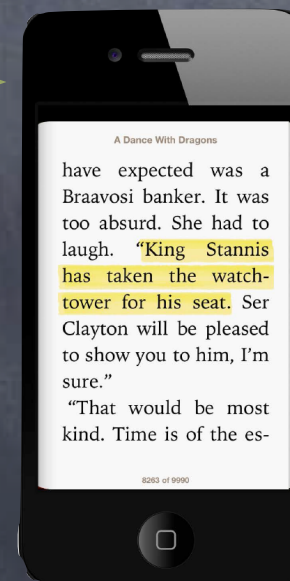 A Dance With Dragons
have expected was a
Braavosi banker. It was
too absurd. She had to
laugh. “King Stannis
has taken the watch-
tower for his seat. Ser
Clayton will be pleased
to show you to him, I’m
sure.”
“That would be most
kind. Time is of the es-
8263 of 9990